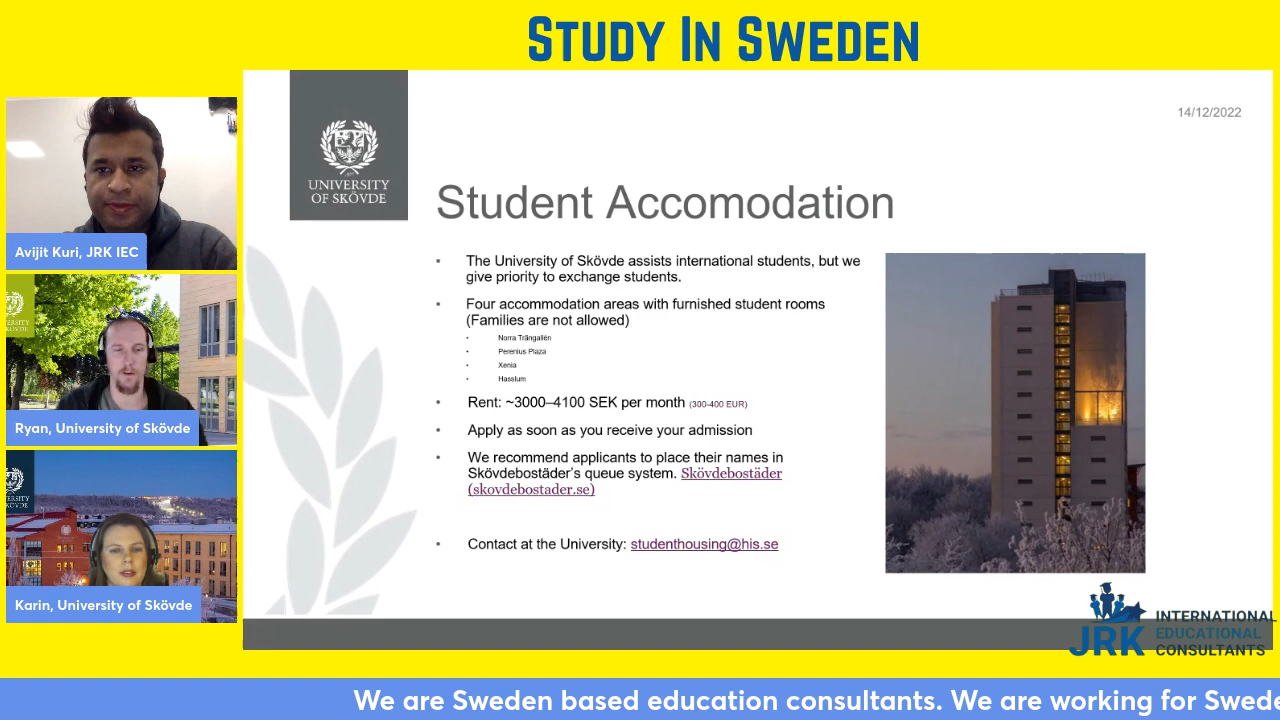 STUDY IN SWEDEN
14/12/2022
UNIVERSITY
OF SKÖVDE
Student Accomodation
The University of Skövde assists international students, but we
give priority to exchange students.
Four accommodation areas with furnished student rooms
(Families are not allowed)
Norra Trängallén
Perenius Plaza
Xenia
Hasslum
Rent: ~3000–4100 SEK per month (300-400 EUR)
Apply as soon as you receive your admission
We recommend applicants to place their names in
Skövdebostäder's queue system. Skövdebostäder
(skovdebostader.se)
Contact at the University: studenthousing@his.se
Avijit Kuri, JRK IEC
Ryan, University of Skövde
Karin, University of Skövde
JRK
INTERNATIONAL
EDUCATIONAL
CONSULTANTS
We are Sweden based education consultants. We are working for Swede